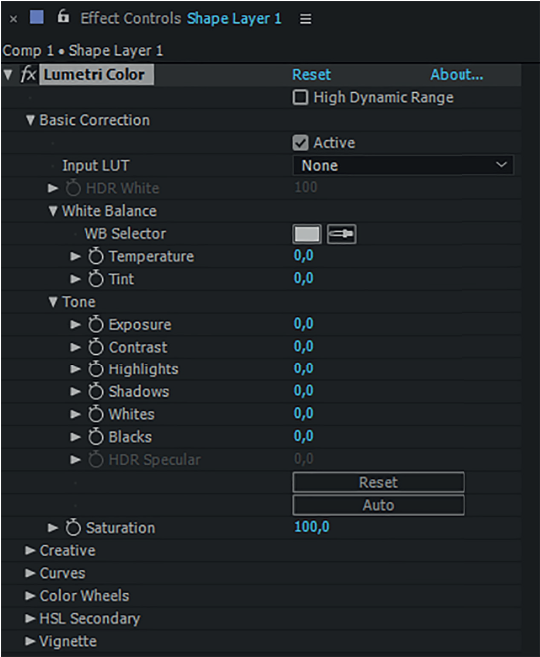 Effect Controls Shape Layer 1
Comp 1 • Shape Layer 1
fx Lumetri Color Reset About...
High Dynamic Range
Basic Correction
Active
Input LUT None
HDR White 100
White Balance
WB Selector
Temperature 0,0
Tint 0,0
Tone
Exposure 0,0
Contrast 0,0
Highlights 0,0
Shadows 0,0
Whites 0,0
Blacks 0,0
HDR Specular 0,0
Reset
Auto
Saturation 100,0
Creative
Curves
Color Wheels
HSL Secondary
Vignette